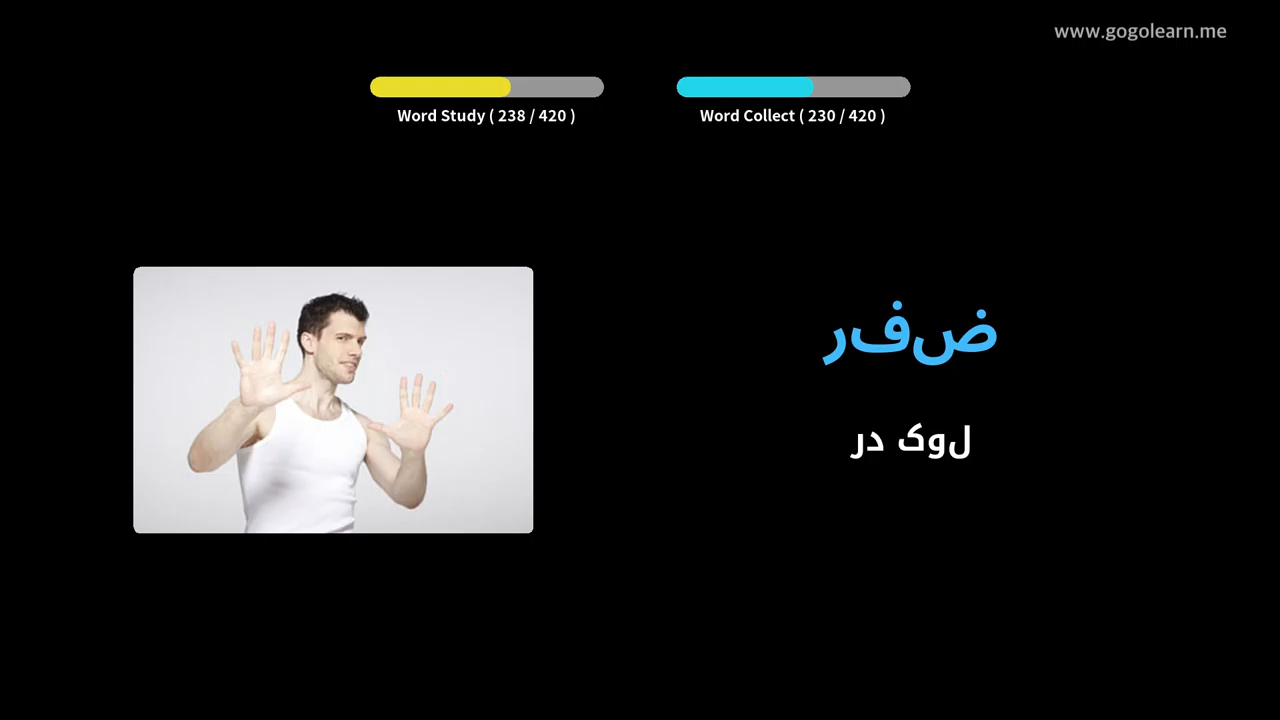 www.gogolearn.me
Word Study ( 238 / 420 )
Word Collect ( 230 / 420 )
ضفر
لوک در